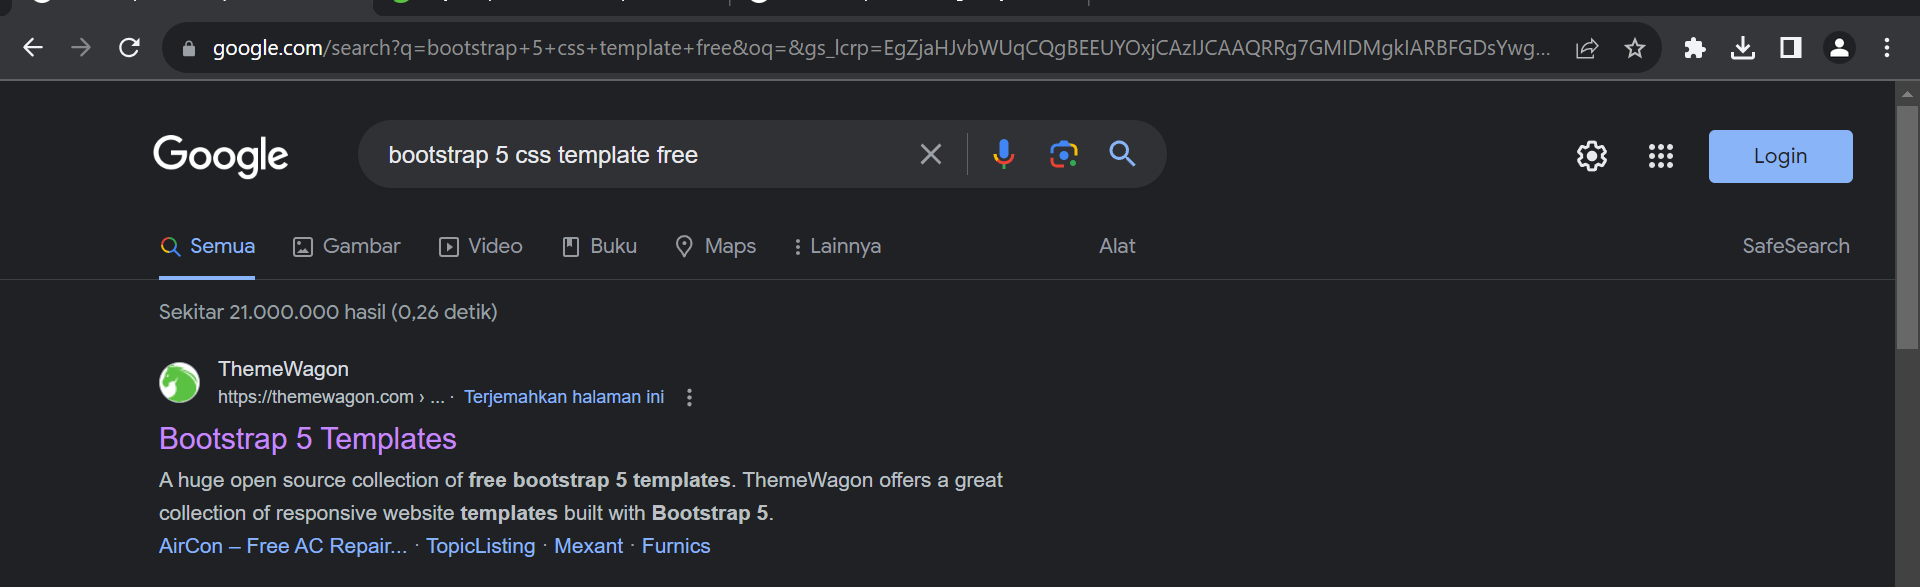 google.com/search?q=bootstrap+5+css+template+free&oq=&gs_lcrp=EgZjaHJvbWUqCQgBEEUYOxjCAzIJCAAQRRg7GMIDMgkIARBFGDsYwg...
Google
bootstrap 5 css template free
Login
Semua Gambar Video Buku Maps Lainnya Alat SafeSearch
Sekitar 21.000.000 hasil (0,26 detik)
ThemeWagon
https://themewagon.com › ... · Terjemahkan halaman ini
Bootstrap 5 Templates
A huge open source collection of free bootstrap 5 templates. ThemeWagon offers a great
collection of responsive website templates built with Bootstrap 5.
AirCon – Free AC Repair... · TopicListing · Mexant · Furnics